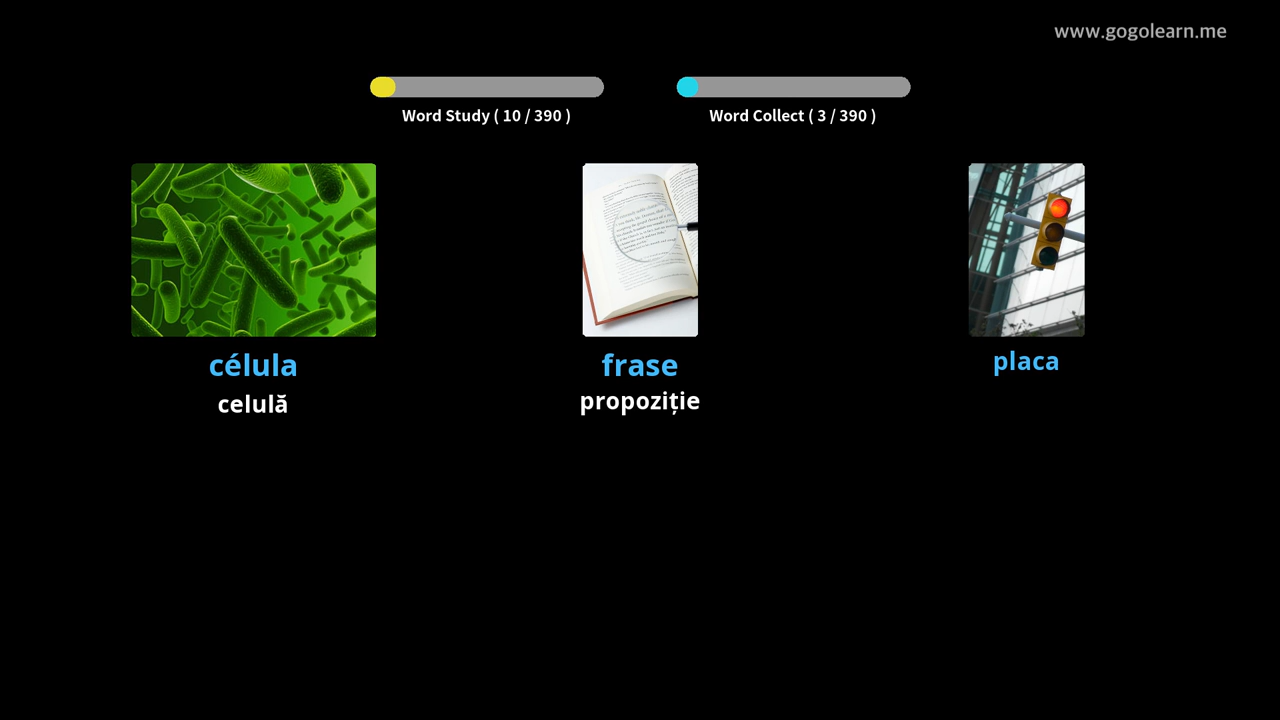 www.gogolearn.me
Word Study ( 10 / 390 )
Word Collect ( 3 / 390 )
célula
frase
placa
celulă
propoziție